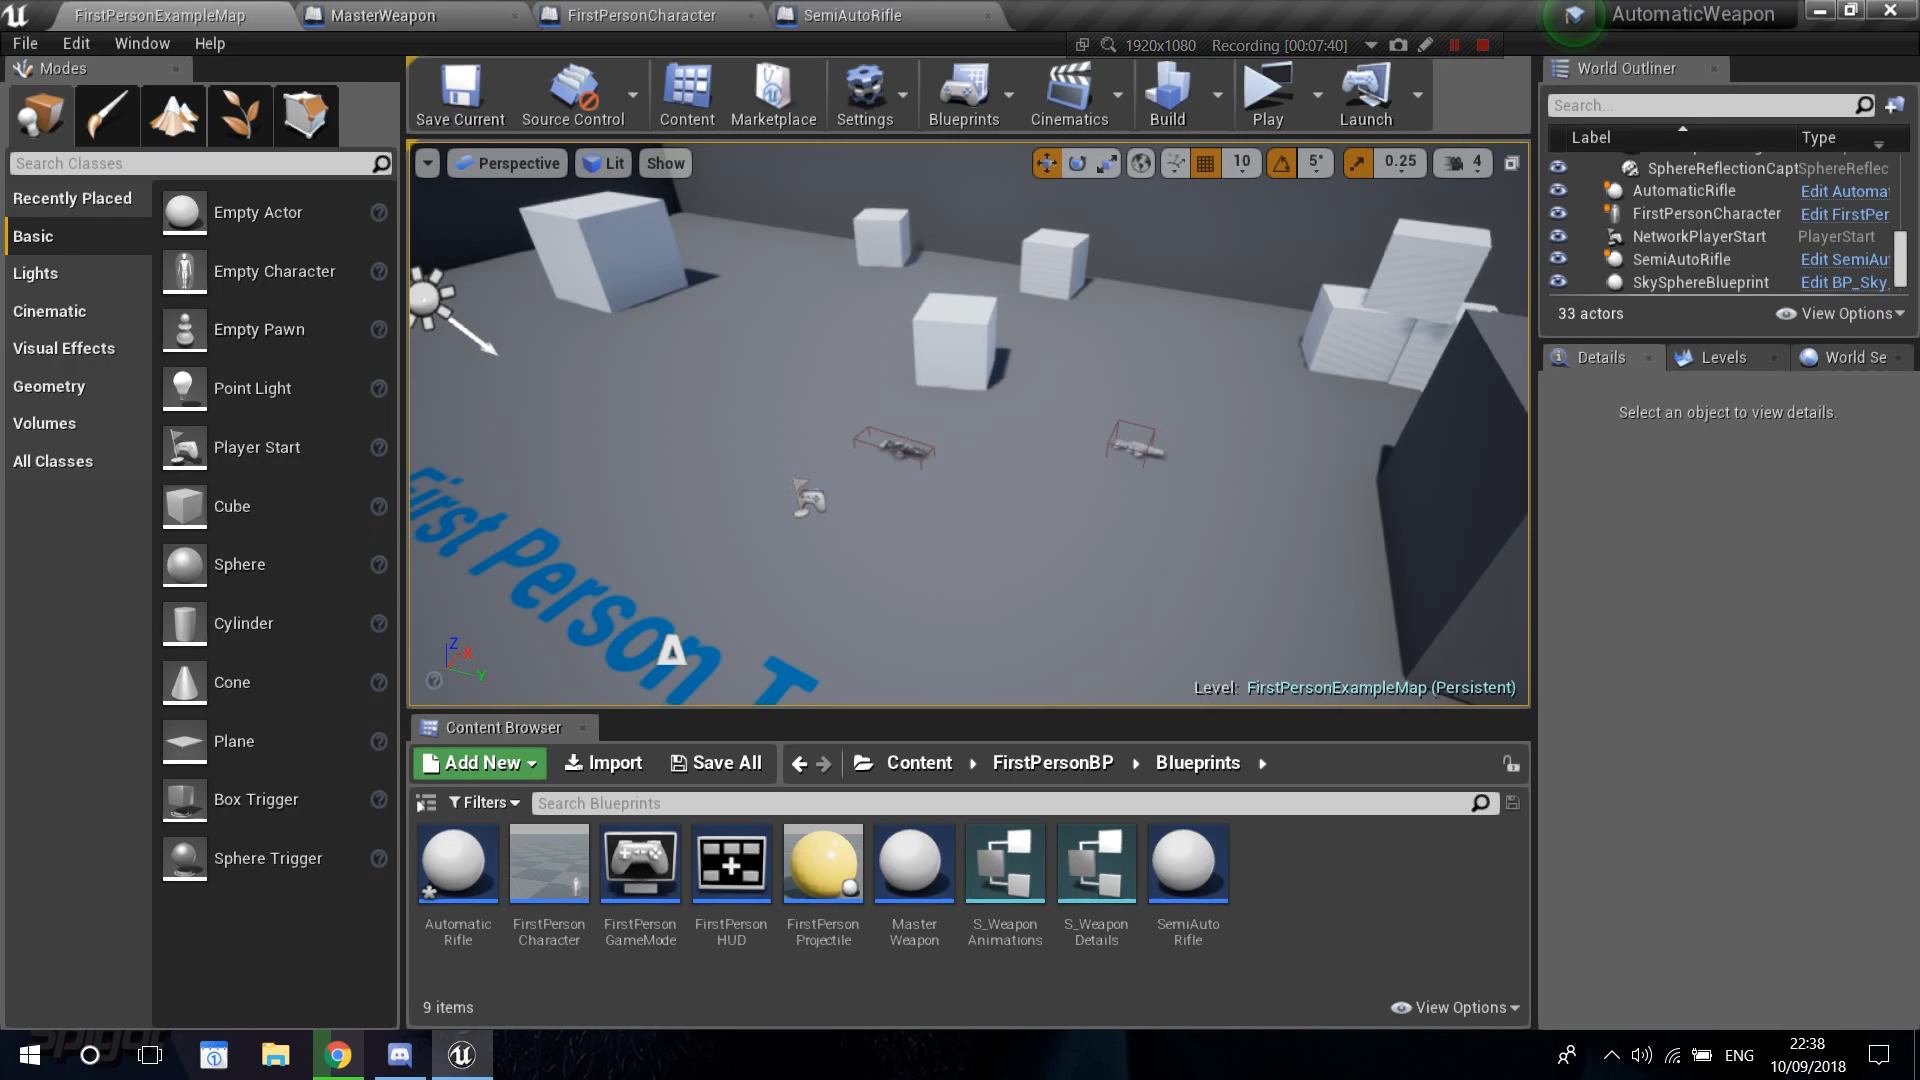 FirstPersonExampleMap
MasterWeapon
FirstPersonCharacter
SemiAutoRifle
AutomaticWeapon
File Edit Window Help
1920x1080 Recording [00:07:40]
Modes
Search Classes
Recently Placed
Basic
Lights
Cinematic
Visual Effects
Geometry
Volumes
All Classes
Empty Actor
Empty Character
Empty Pawn
Point Light
Player Start
Cube
Sphere
Cylinder
Cone
Plane
Box Trigger
Sphere Trigger
Save Current
Source Control
Content
Marketplace
Settings
Blueprints
Cinematics
Build
Play
Launch
Perspective Lit Show
10 5° 0.25 4
First Person T
Z X Y
Level: FirstPersonExampleMap (Persistent)
World Outliner
Search...
Label Type
SphereReflectionCapt SphereReflec
AutomaticRifle Edit Automat
FirstPersonCharacter Edit FirstPer
NetworkPlayerStart PlayerStart
SemiAutoRifle Edit SemiAut
SkySphereBlueprint Edit BP_Sky
33 actors View Options
Details Levels World Se
Select an object to view details.
Content Browser
Add New Import Save All Content FirstPersonBP Blueprints
Filters Search Blueprints
Automatic
Rifle
FirstPerson
Character
FirstPerson
GameMode
FirstPerson
HUD
FirstPerson
Projectile
Master
Weapon
S_Weapon
Animations
S_Weapon
Details
SemiAuto
Rifle
9 items View Options
ENG
22:38
10/09/2018